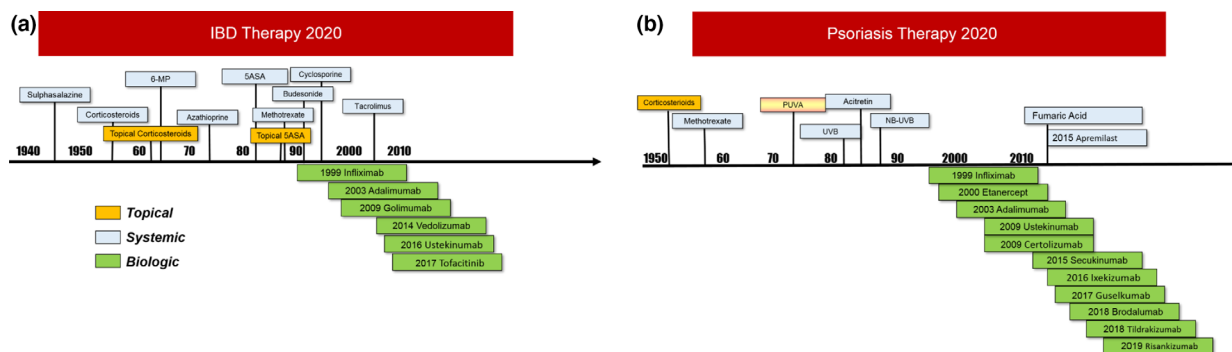 (a)
IBD Therapy 2020
Sulphasalazine
Corticosteroids
6-MP
Topical Corticosteroids
Azathioprine
5ASA
Cyclosporine
Budesonide
Methotrexate
Topical 5ASA
Tacrolimus
1940 1950 60 70 80 90 2000 2010
1999 Infliximab
2003 Adalimumab
2009 Golimumab
2014 Vedolizumab
2016 Ustekinumab
2017 Tofacitinib
Topical
Systemic
Biologic
(b)
Psoriasis Therapy 2020
Corticosterioids
Methotrexate
PUVA
UVB
Acitretin
NB-UVB
Fumaric Acid
2015 Apremilast
1950 60 70 80 90 2000 2010
1999 Infliximab
2000 Etanercept
2003 Adalimumab
2009 Ustekinumab
2009 Certolizumab
2015 Secukinumab
2016 Ixekizumab
2017 Guselkumab
2018 Brodalumab
2018 Tildrakizumab
2019 Risankizumab